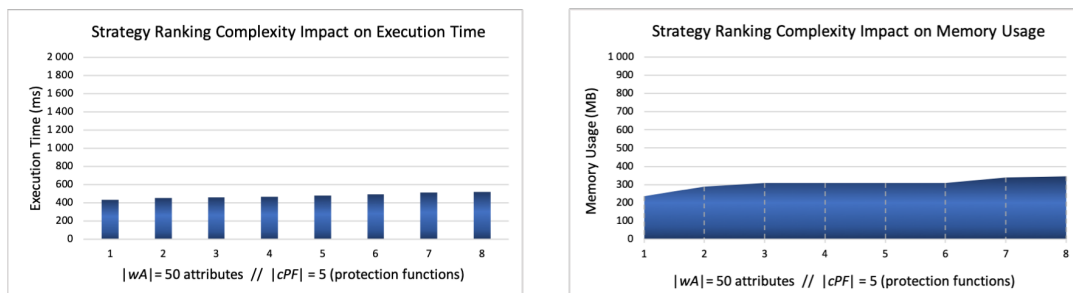 Strategy Ranking Complexity Impact on Execution Time
Execution Time (ms)
2 000
1 800
1 600
1 400
1 200
1 000
800
600
400
200
0
1 2 3 4 5 6 7 8
|wA|= 50 attributes // |cPF| = 5 (protection functions)
Strategy Ranking Complexity Impact on Memory Usage
Memory Usage (MB)
1 000
900
800
700
600
500
400
300
200
100
0
1 2 3 4 5 6 7 8
|wA|= 50 attributes // |cPF| = 5 (protection functions)